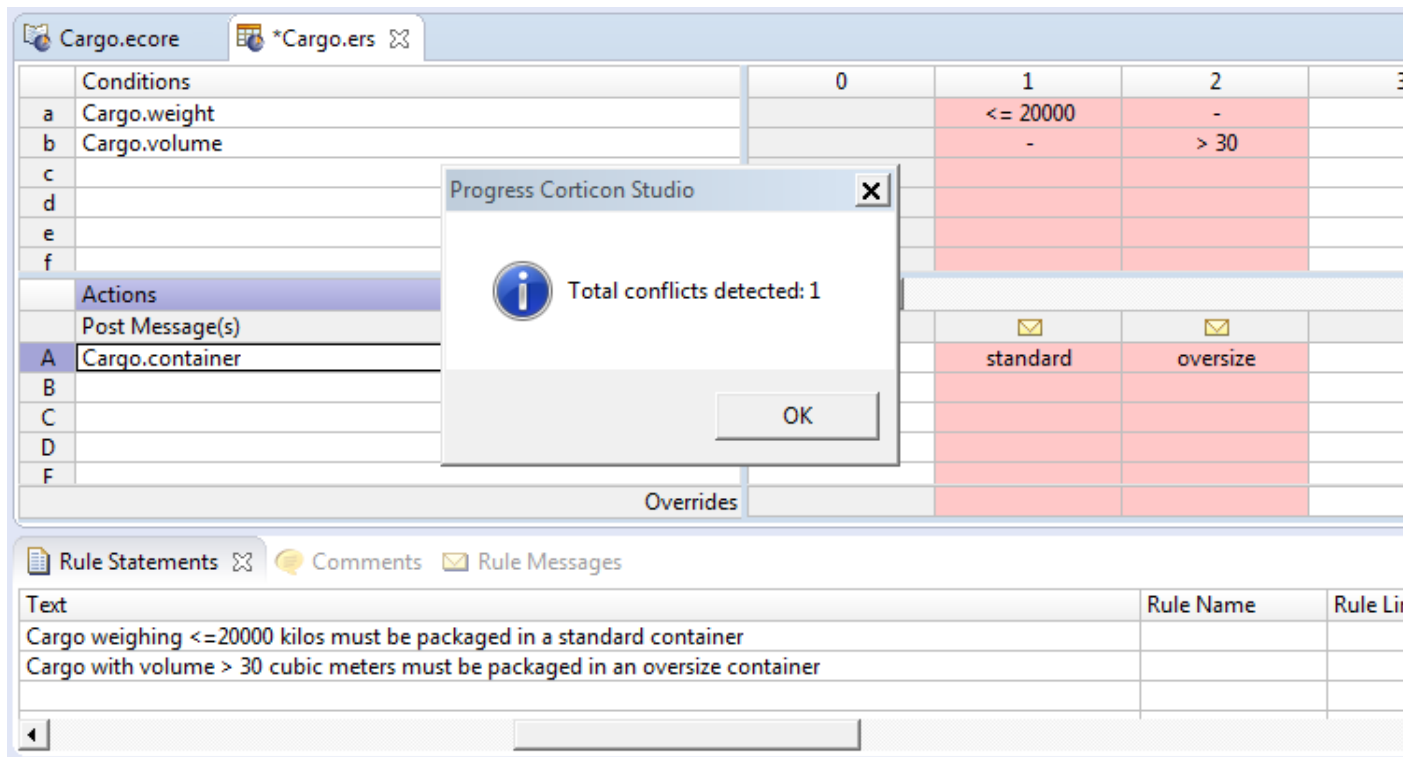 Cargo.ecore *Cargo.ers
Conditions 0 1 2 3
a Cargo.weight <= 20000 -
b Cargo.volume - > 30
c
d
e
f
Progress Corticon Studio
Total conflicts detected: 1
OK
Actions
Post Message(s)
A Cargo.container standard oversize
B
C
D
Overrides
Rule Statements Comments Rule Messages
Text Rule Name Rule Li
Cargo weighing <=20000 kilos must be packaged in a standard container
Cargo with volume > 30 cubic meters must be packaged in an oversize container